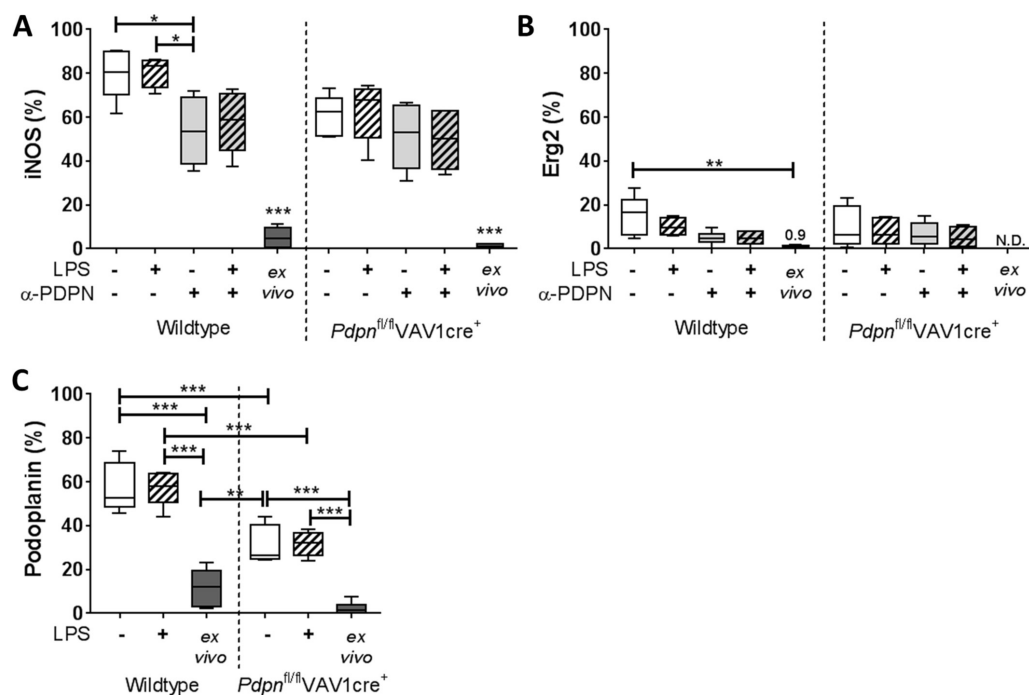 A
B
iNOS (%)
100
80
60
40
20
0
*
*
***
***
LPS - + - + ex - + - + ex
α-PDPN - - + + vivo - - + + vivo
Wildtype Pdpnfl/flVAV1cre+
Erg2 (%)
100
80
60
40
20
0
**
0.9
N.D.
LPS - + - + ex - + - + ex
α-PDPN - - + + vivo - - + + vivo
Wildtype Pdpnfl/flVAV1cre+
C
Podoplanin (%)
100
80
60
40
20
0
***
***
***
***
** ***
***
LPS - + ex - + ex
vivo vivo
Wildtype Pdpnfl/flVAV1cre+